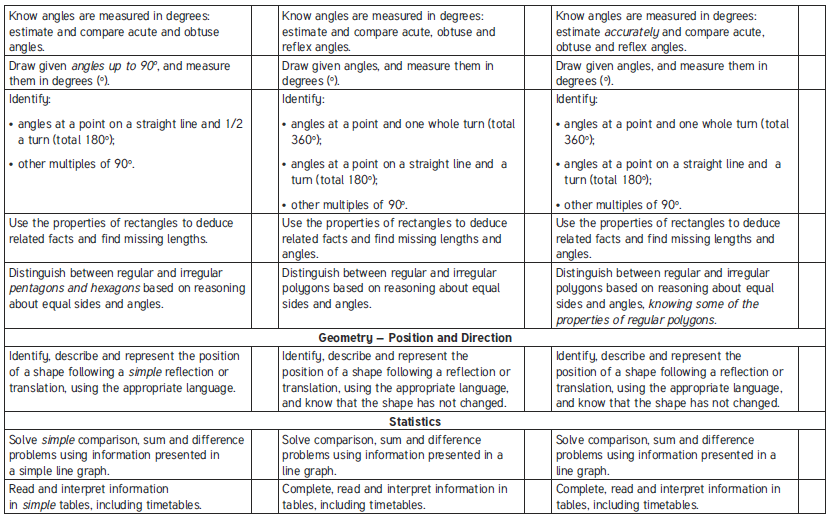 Know angles are measured in degrees:
estimate and compare acute and obtuse
angles.
Know angles are measured in degrees:
estimate and compare acute, obtuse and
reflex angles.
Know angles are measured in degrees:
estimate accurately and compare acute,
obtuse and reflex angles.
Draw given angles up to 90º, and measure
them in degrees (º).
Draw given angles, and measure them in
degrees (º).
Draw given angles, and measure them in
degrees (º).
Identify:
• angles at a point on a straight line and 1/2
a turn (total 180º);
• other multiples of 90º.
Identify:
• angles at a point and one whole turn (total
360º);
• angles at a point on a straight line and a
turn (total 180º);
• other multiples of 90º.
Identify:
• angles at a point and one whole turn (total
360º);
• angles at a point on a straight line and a
turn (total 180º);
• other multiples of 90º.
Use the properties of rectangles to deduce
related facts and find missing lengths.
Use the properties of rectangles to deduce
related facts and find missing lengths and
angles.
Use the properties of rectangles to deduce
related facts and find missing lengths and
angles.
Distinguish between regular and irregular
pentagons and hexagons based on reasoning
about equal sides and angles.
Distinguish between regular and irregular
polygons based on reasoning about equal
sides and angles.
Distinguish between regular and irregular
polygons based on reasoning about equal
sides and angles, knowing some of the
properties of regular polygons.
Geometry – Position and Direction
Identify, describe and represent the position
of a shape following a simple reflection or
translation, using the appropriate language.
Identify, describe and represent the
position of a shape following a reflection or
translation, using the appropriate language,
and know that the shape has not changed.
Identify, describe and represent the
position of a shape following a reflection or
translation, using the appropriate language,
and know that the shape has not changed.
Statistics
Solve simple comparison, sum and difference
problems using information presented in
a simple line graph.
Solve comparison, sum and difference
problems using information presented in a
line graph.
Solve comparison, sum and difference
problems using information presented in a
line graph.
Read and interpret information
in simple tables, including timetables.
Complete, read and interpret information in
tables, including timetables.
Complete, read and interpret information in
tables, including timetables.